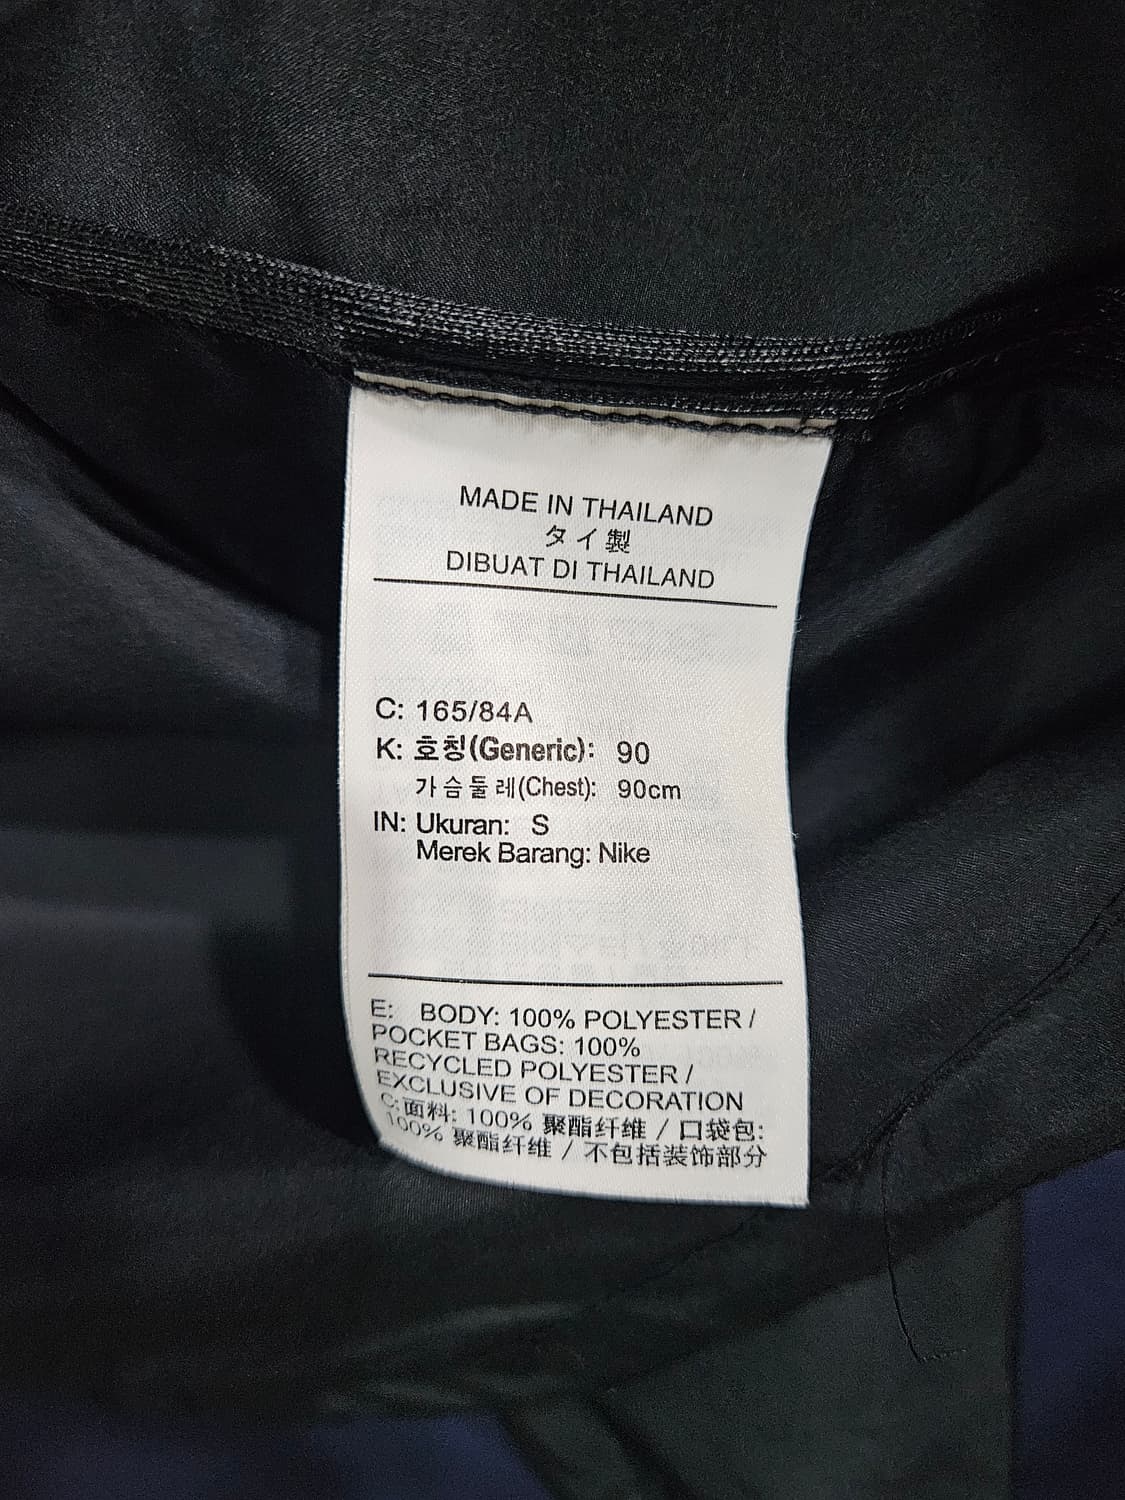 MADE IN THAILAND
タイ製
DIBUAT DI THAILAND
C: 165/84A
K: 호칭(Generic): 90
가슴둘레(Chest): 90cm
IN: Ukuran: S
Merek Barang: Nike
E: BODY: 100% POLYESTER /
POCKET BAGS: 100%
RECYCLED POLYESTER /
EXCLUSIVE OF DECORATION
C: 面料: 100% 聚酯纤维 / 口袋包:
100% 聚酯纤维 / 不包括装饰部分